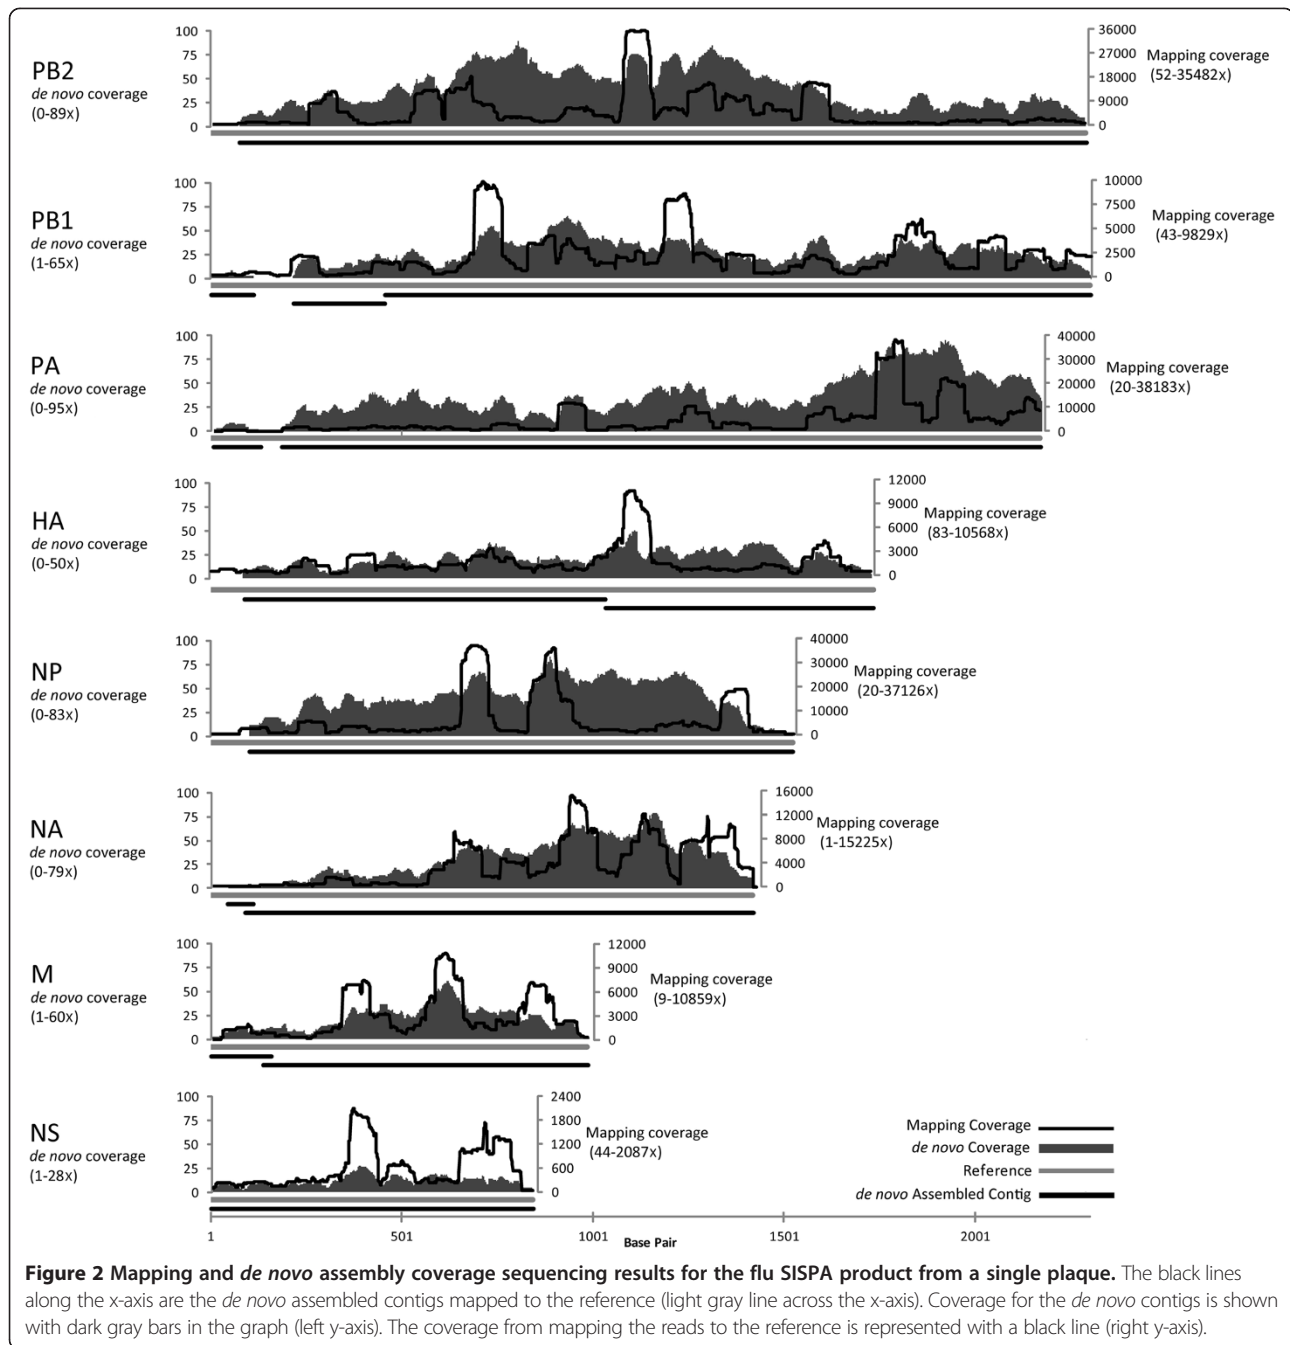 PB2
de novo coverage
(0-89x)
100
75
50
25
0
36000
27000
18000
9000
0
Mapping coverage
(52-35482x)
PB1
de novo coverage
(1-65x)
100
75
50
25
0
10000
7500
5000
2500
0
Mapping coverage
(43-9829x)
PA
de novo coverage
(0-95x)
100
75
50
25
0
40000
30000
20000
10000
0
Mapping coverage
(20-38183x)
HA
de novo coverage
(0-50x)
100
75
50
25
0
12000
9000
6000
3000
0
Mapping coverage
(83-10568x)
NP
de novo coverage
(0-83x)
100
75
50
25
0
40000
30000
20000
10000
0
Mapping coverage
(20-37126x)
NA
de novo coverage
(0-79x)
100
75
50
25
0
16000
12000
8000
4000
0
Mapping coverage
(1-15225x)
M
de novo coverage
(1-60x)
100
75
50
25
0
12000
9000
6000
3000
0
Mapping coverage
(9-10859x)
NS
de novo coverage
(1-28x)
100
75
50
25
0
2400
1800
1200
600
0
Mapping coverage
(44-2087x)
Mapping Coverage
de novo Coverage
Reference
de novo Assembled Contig
1
501
1001
1501
2001
Base Pair
Figure 2 Mapping and de novo assembly coverage sequencing results for the flu SISPA product from a single plaque. The black lines
along the x-axis are the de novo assembled contigs mapped to the reference (light gray line across the x-axis). Coverage for the de novo contigs is shown
with dark gray bars in the graph (left y-axis). The coverage from mapping the reads to the reference is represented with a black line (right y-axis).